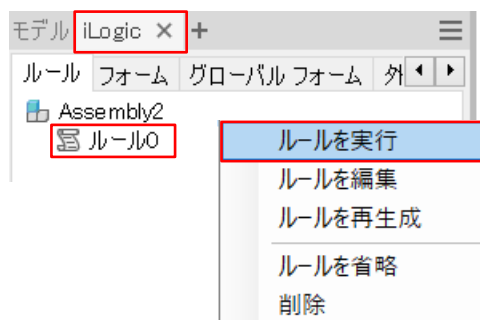 モデル iLogic × +
ルール フォーム グローバル フォーム 外
Assembly2
ルール0
ルールを実行
ルールを編集
ルールを再生成
ルールを省略
削除